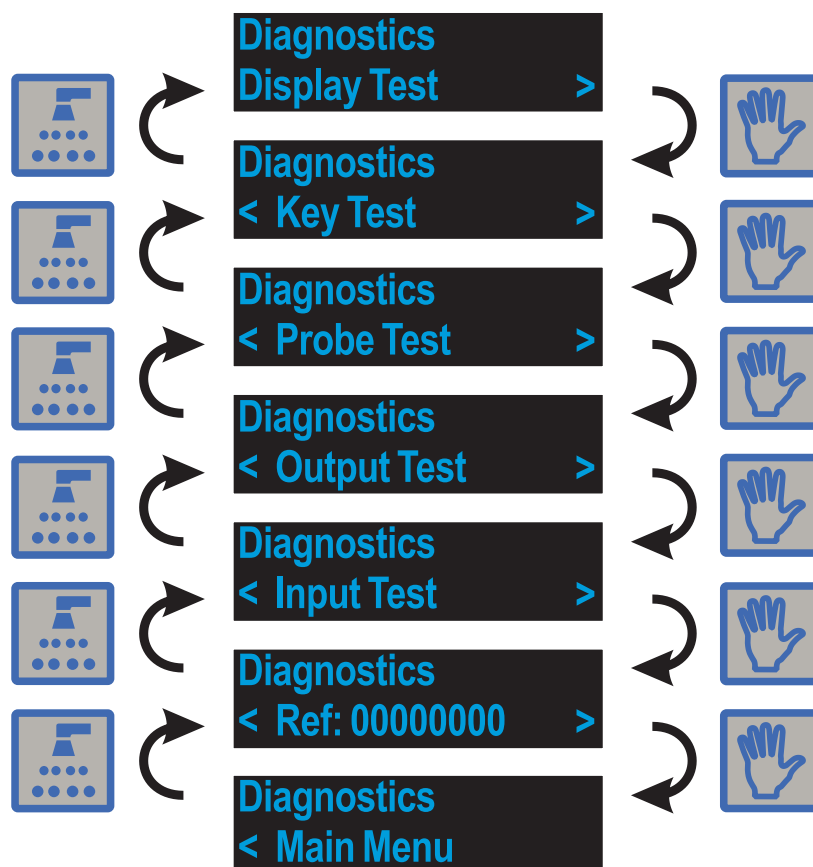 Diagnostics
Display Test >
Diagnostics
< Key Test >
Diagnostics
< Probe Test >
Diagnostics
< Output Test >
Diagnostics
< Input Test >
Diagnostics
< Ref: 00000000 >
Diagnostics
< Main Menu